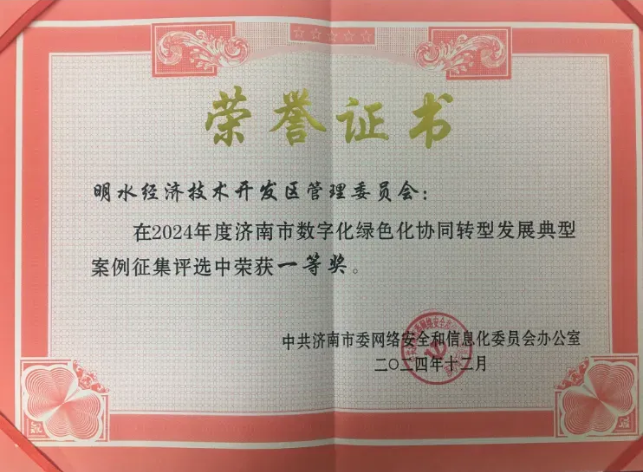 荣誉证书
明水经济技术开发区管理委员会：
在2024年度济南市数字化绿色化协同转型发展典型
案例征集评选中荣获一等奖。
中共济南市委网络安全和信息化委员会办公室
二〇二四年十二月